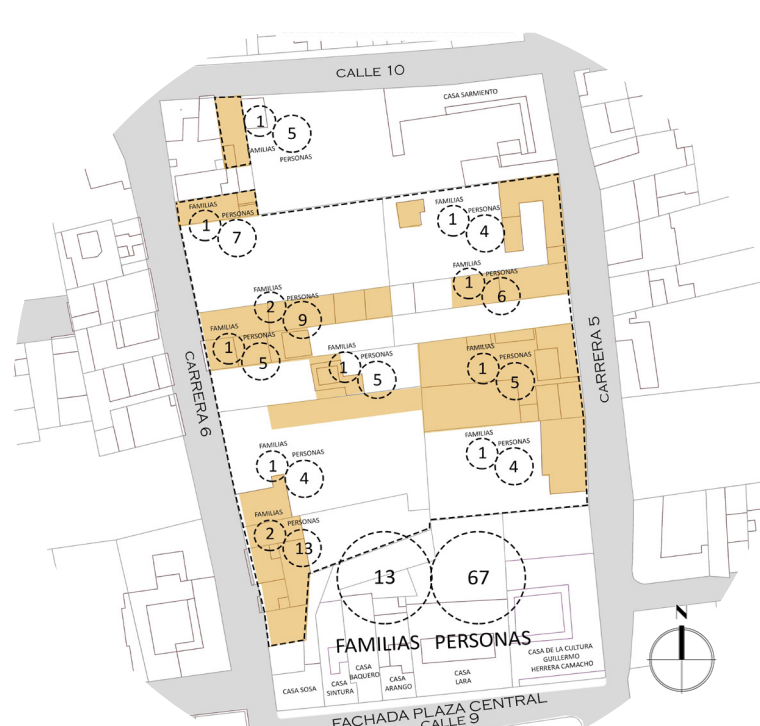 CALLE 10
CASA SARMIENTO
1
5
FAMILIAS
PERSONAS
FAMILIAS
PERSONAS
1
7
FAMILIAS
PERSONAS
1
4
FAMILIAS
PERSONAS
1
6
FAMILIAS
PERSONAS
2
9
FAMILIAS
PERSONAS
1
5
FAMILIAS
PERSONAS
1
5
FAMILIAS
PERSONAS
1
5
CARRERA 6
CARRERA 5
FAMILIAS
PERSONAS
1
4
FAMILIAS
PERSONAS
1
4
FAMILIAS
PERSONAS
2
13
13
67
FAMILIAS
PERSONAS
N
CASA SOSA
CASA
SINTURA
CASA
BAQUERO
CASA
ARANGO
CASA
LARA
CASA DE LA CULTURA
GUILLERMO
HERRERA CAMACHO
FACHADA PLAZA CENTRAL
CALLE 9